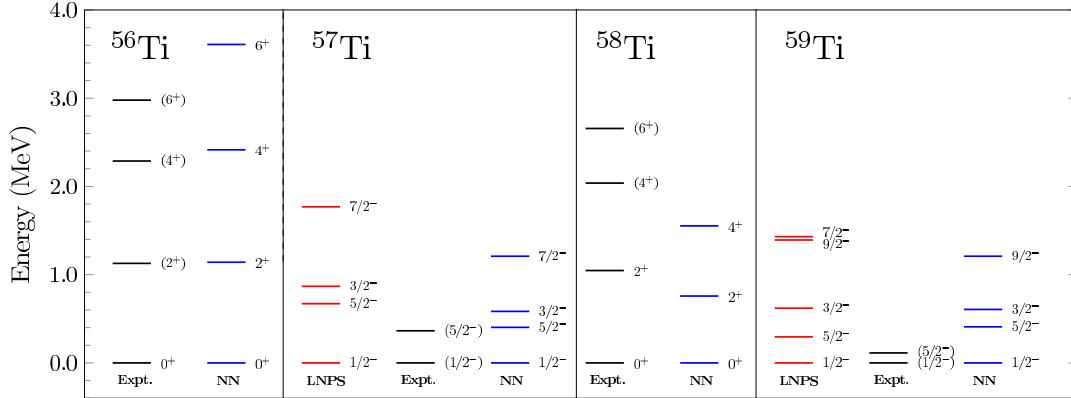 Energy (MeV)
4.0
3.0
2.0
1.0
0.0
⁵⁶Ti
(6⁺)
(4⁺)
(2⁺)
0⁺
Expt.
6⁺
4⁺
2⁺
0⁺
NN
⁵⁷Ti
7/2⁻
3/2⁻
5/2⁻
1/2⁻
LNPS
(5/2⁻)
(1/2⁻)
Expt.
7/2⁻
3/2⁻
5/2⁻
1/2⁻
NN
⁵⁸Ti
(6⁺)
(4⁺)
2⁺
0⁺
Expt.
4⁺
2⁺
0⁺
NN
⁵⁹Ti
7/2⁻
9/2⁻
3/2⁻
5/2⁻
1/2⁻
LNPS
(5/2⁻)
(1/2⁻)
Expt.
9/2⁻
3/2⁻
5/2⁻
1/2⁻
NN